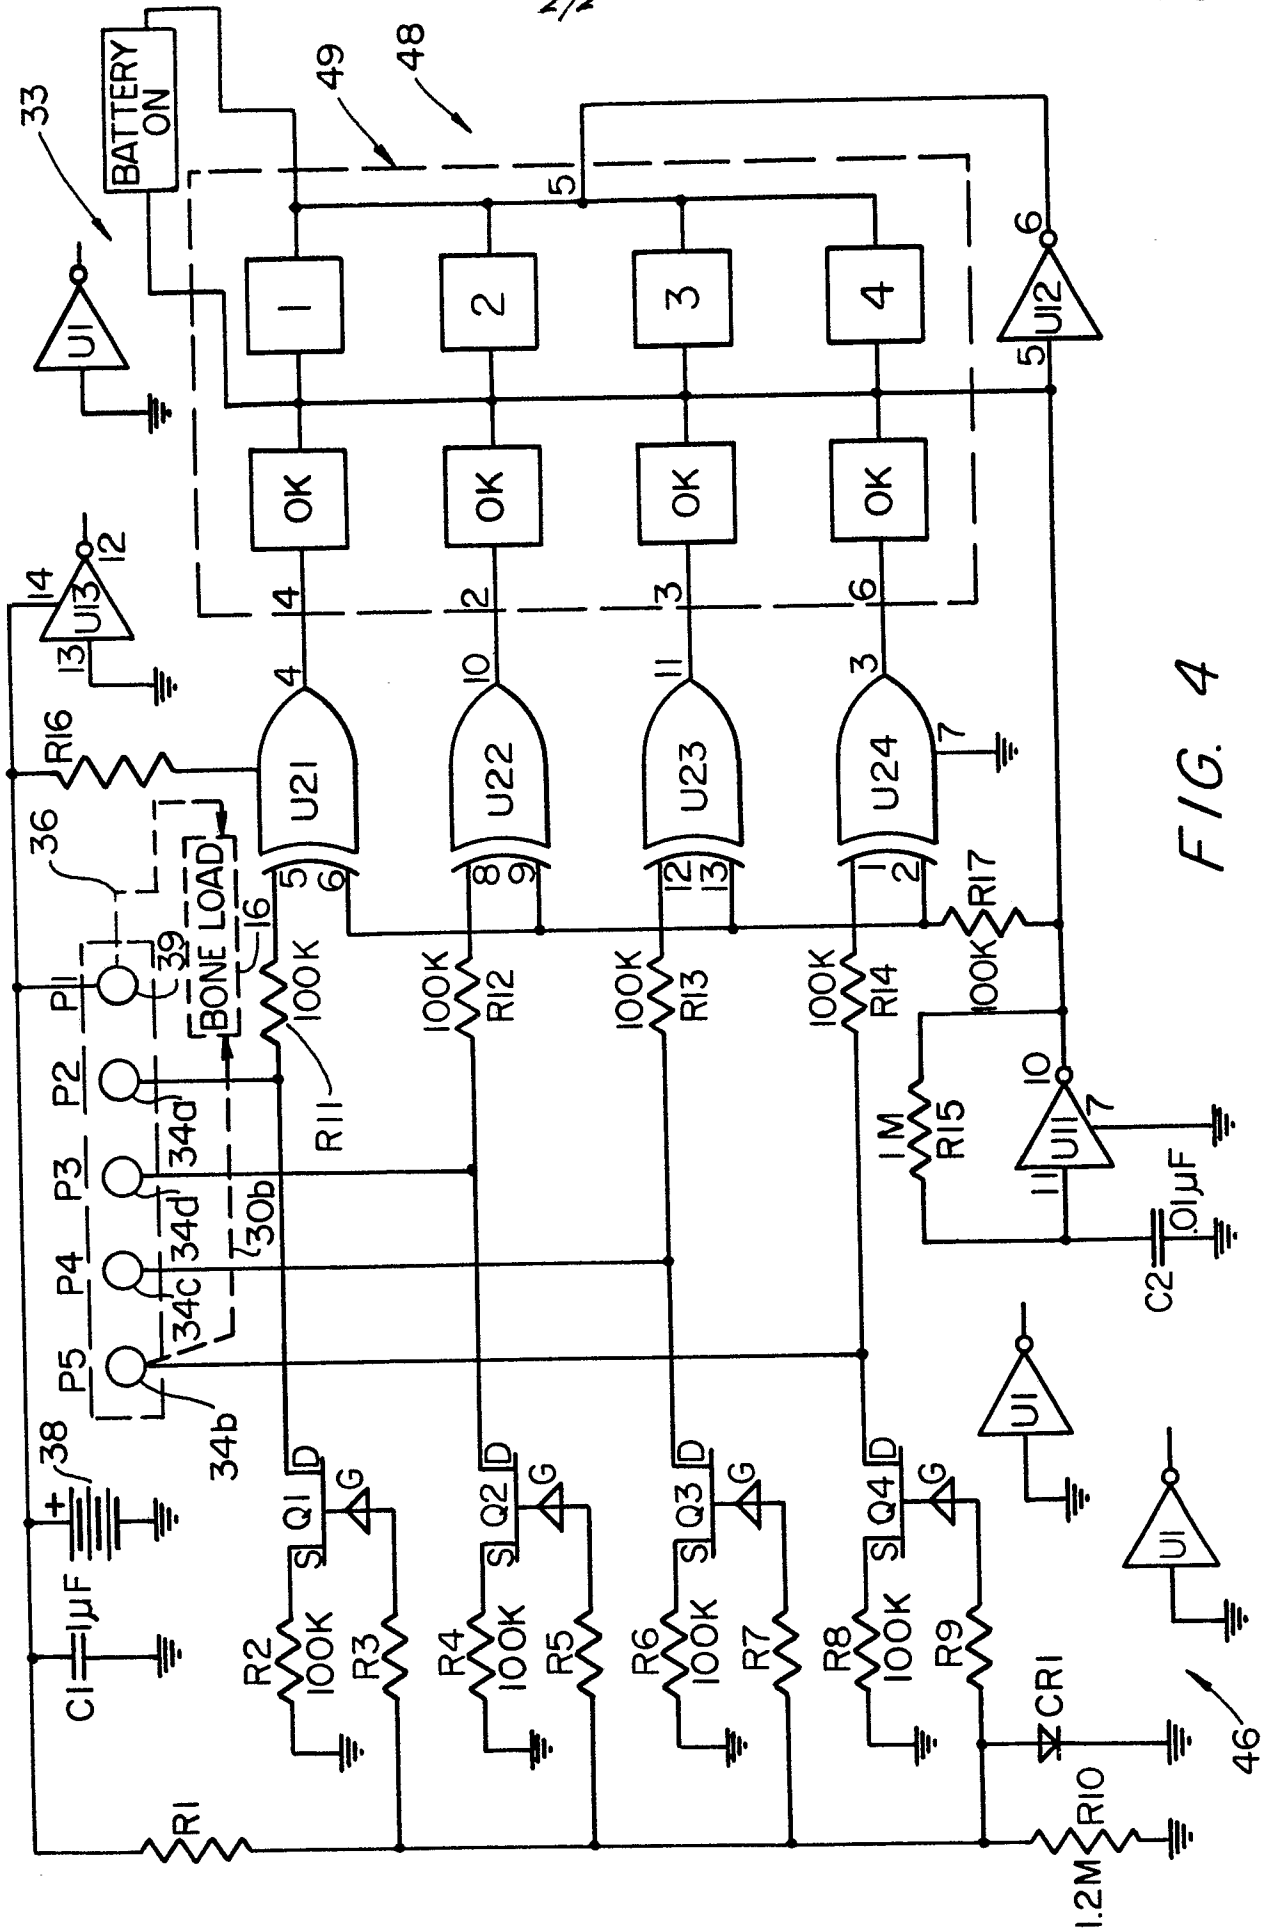 2/2
33
BATTERY
ON
49
48
U1
14
U13
13
12
R16
36
P11
P2
P3
P4
P5
39
34a
34d
34c
34b
BONE LOAD
16
30b
38
+
C1
1µF
R1
R11
100K
5
6
U21
4
4
OK
1
5
100K
R12
8
9
U22
10
2
OK
2
100K
R13
12
13
U23
11
3
OK
3
100K
R14
1
2
U24
3
7
6
OK
4
R17
100K
5
U12
6
1M
R15
11
U11
10
7
C2
.01µF
R2
100K
S
Q1
D
G
R3
R4
100K
S
Q2
D
G
R5
R6
100K
S
Q3
D
G
R7
R8
100K
S
Q4
D
G
R9
CR1
R10
1.2M
U1
U1
46
FIG. 4